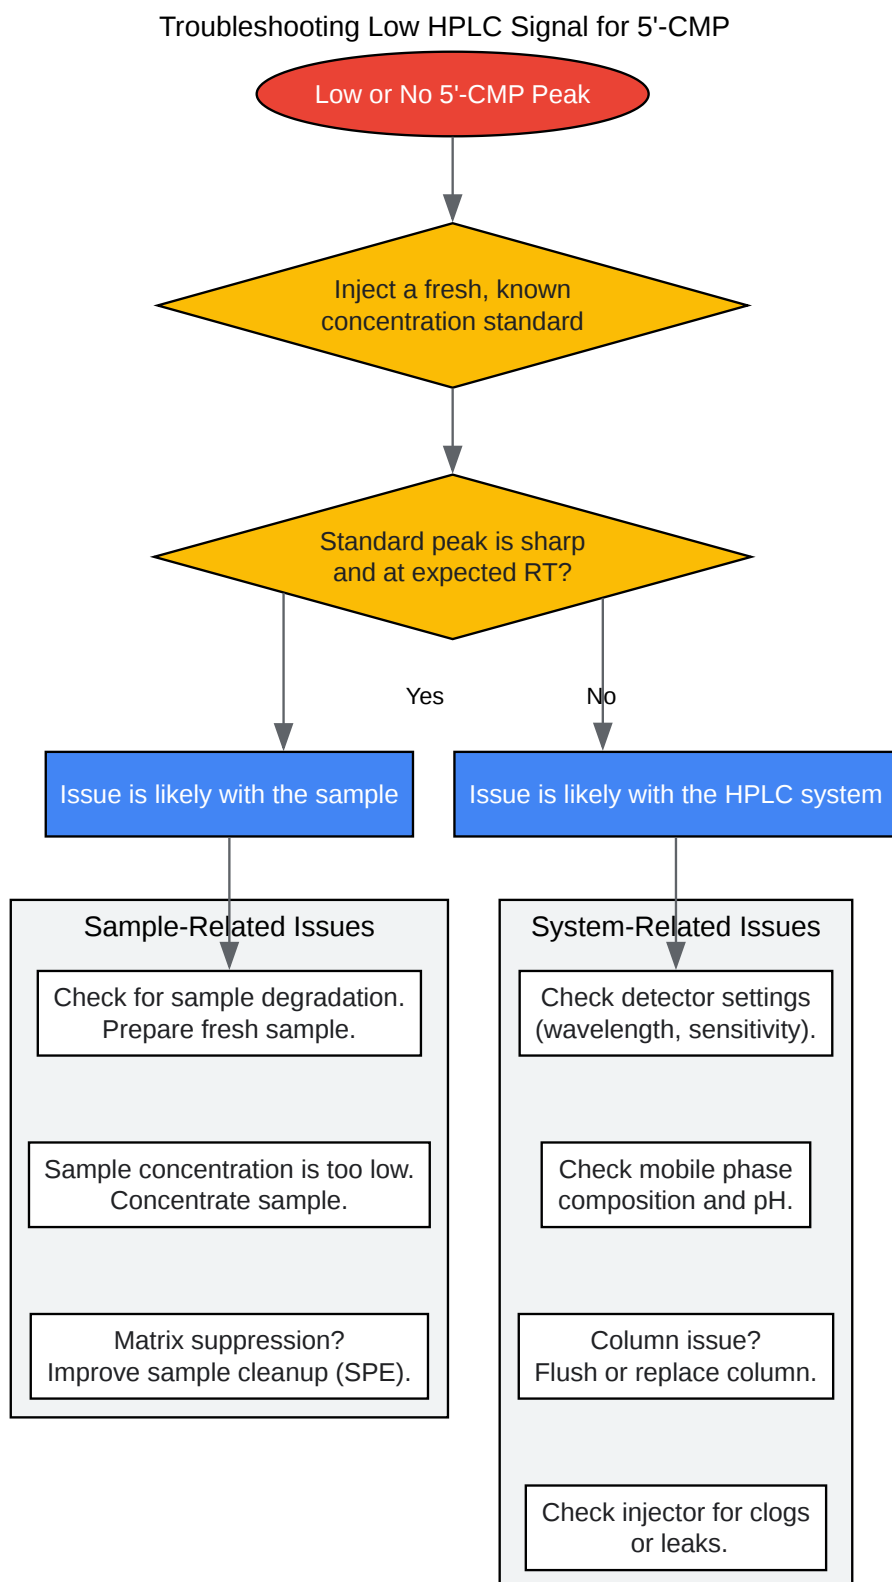 Troubleshooting Low HPLC Signal for 5'-CMP
Low or No 5'-CMP Peak
Inject a fresh, known
concentration standard
Standard peak is sharp
and at expected RT?
Yes
No
Issue is likely with the sample
Issue is likely with the HPLC system
Sample-Related Issues
Check for sample degradation.
Prepare fresh sample.
Sample concentration is too low.
Concentrate sample.
Matrix suppression?
Improve sample cleanup (SPE).
System-Related Issues
Check detector settings
(wavelength, sensitivity).
Check mobile phase
composition and pH.
Column issue?
Flush or replace column.
Check injector for clogs
or leaks.